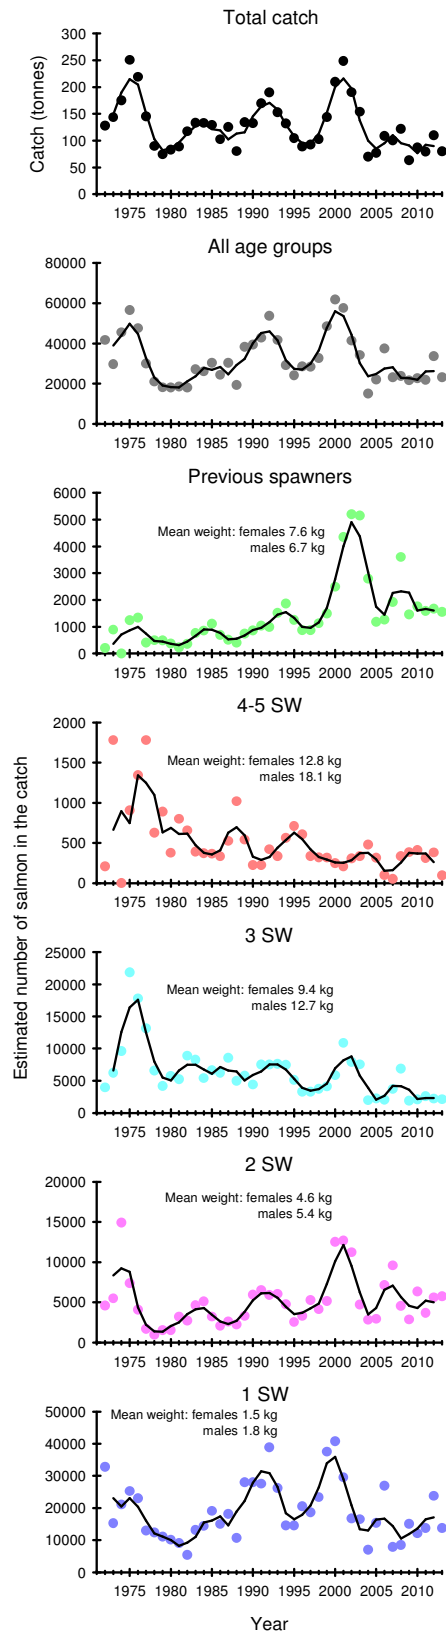 Total catch
300
250
200
150
100
50
0
Catch (tonnes)
1975 1980 1985 1990 1995 2000 2005 2010
All age groups
80000
60000
40000
20000
0
1975 1980 1985 1990 1995 2000 2005 2010
Previous spawners
6000
5000
4000
3000
2000
1000
0
Mean weight: females 7.6 kg
males 6.7 kg
1975 1980 1985 1990 1995 2000 2005 2010
4-5 SW
2000
1500
1000
500
0
Mean weight: females 12.8 kg
males 18.1 kg
1975 1980 1985 1990 1995 2000 2005 2010
Estimated number of salmon in the catch
3 SW
25000
20000
15000
10000
5000
0
Mean weight: females 9.4 kg
males 12.7 kg
1975 1980 1985 1990 1995 2000 2005 2010
2 SW
20000
15000
10000
5000
0
Mean weight: females 4.6 kg
males 5.4 kg
1975 1980 1985 1990 1995 2000 2005 2010
1 SW
50000
40000
30000
20000
10000
0
Mean weight: females 1.5 kg
males 1.8 kg
1975 1980 1985 1990 1995 2000 2005 2010
Year